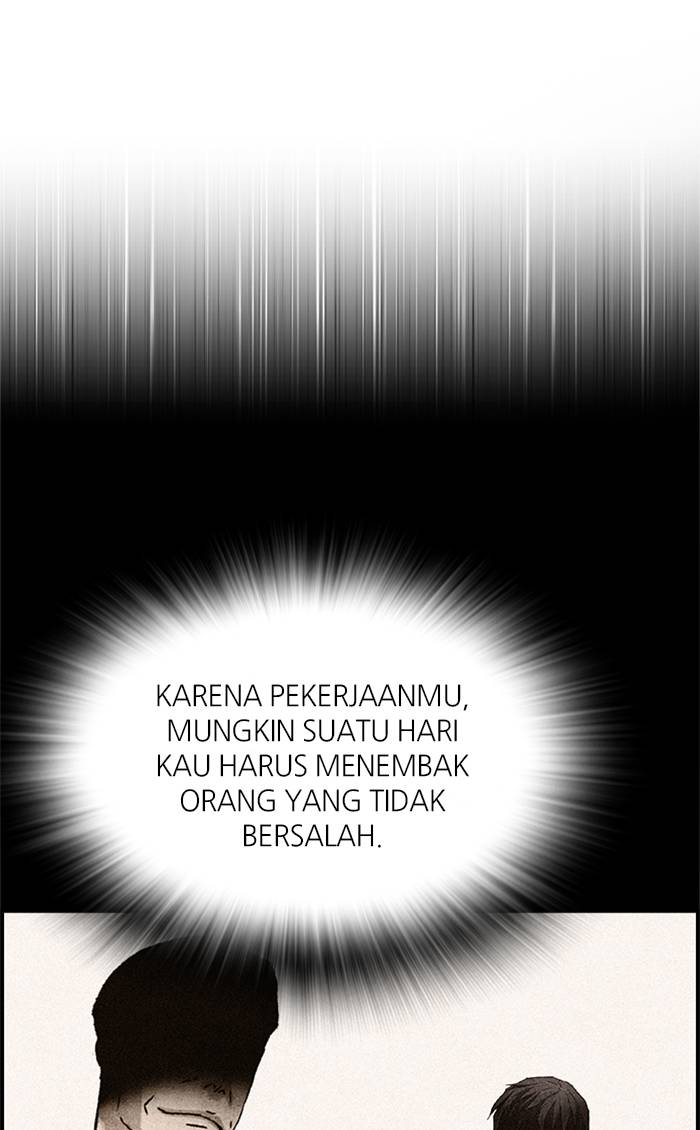 KARENA PEKERJAANMU,
MUNGKIN SUATU HARI
KAU HARUS MENEMBAK
ORANG YANG TIDAK
BERSALAH.